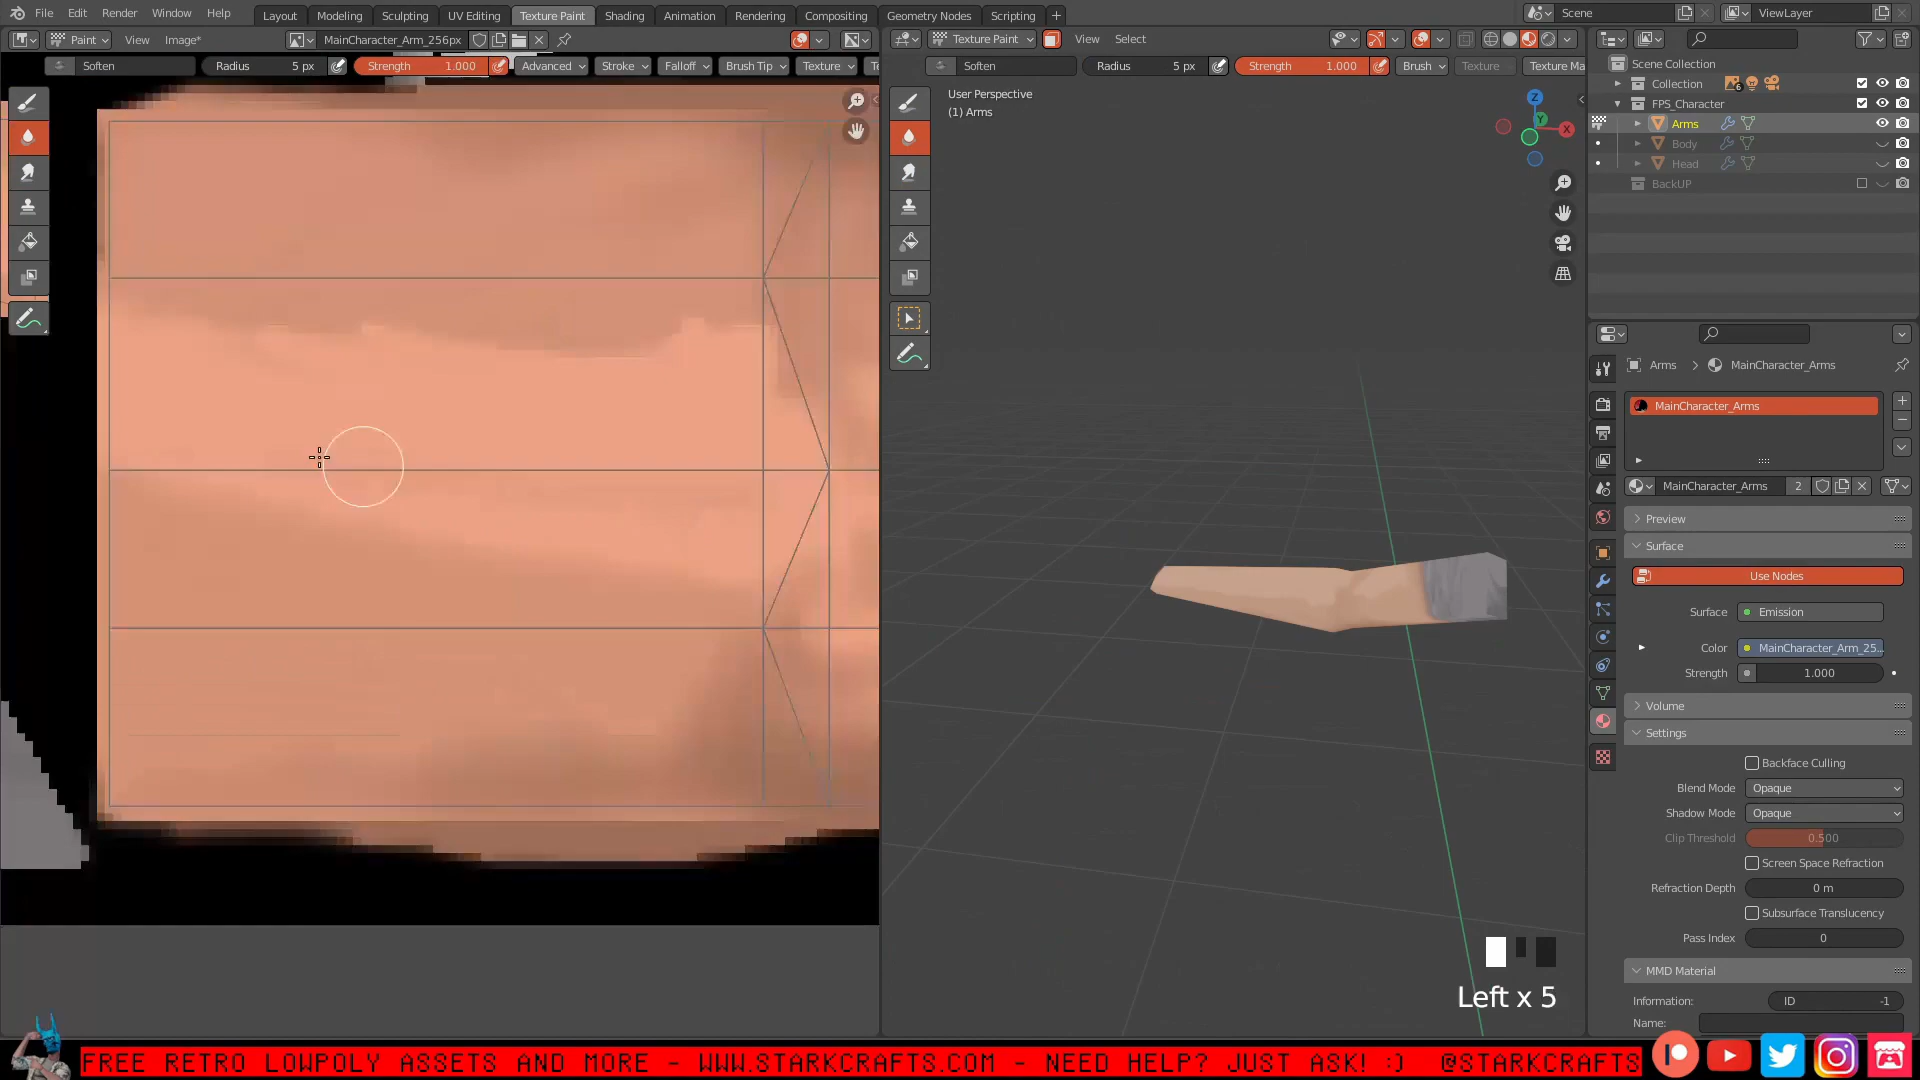 File Edit Render Window Help Layout Modeling Sculpting UV Editing Texture Paint Shading Animation Rendering Compositing Geometry Nodes Scripting + Scene ViewLayer
Paint View Image* MainCharacter_Arm_256px Texture Paint View Select
Soften Radius 5 px Strength 1.000 Advanced Stroke Falloff Brush Tip Texture Soften Radius 5 px Strength 1.000 Brush Texture Texture Ma
User Perspective
(1) Arms
Z
Y
X
Scene Collection
Collection 6
FPS_Character
Arms
Body
Head
BackUP
Arms > MainCharacter_Arms
MainCharacter_Arms
MainCharacter_Arms 2
Preview
Surface
Use Nodes
Surface Emission
Color MainCharacter_Arm_25...
Strength 1.000
Volume
Settings
Backface Culling
Blend Mode Opaque
Shadow Mode Opaque
Clip Threshold 0.500
Screen Space Refraction
Refraction Depth 0 m
Subsurface Translucency
Pass Index 0
MMD Material
Information: ID -1
Name:
Left x 5
FREE RETRO LOWPOLY ASSETS AND MORE - WWW.STARKCRAFTS.COM - NEED HELP? JUST ASK! :) @STARKCRAFTS